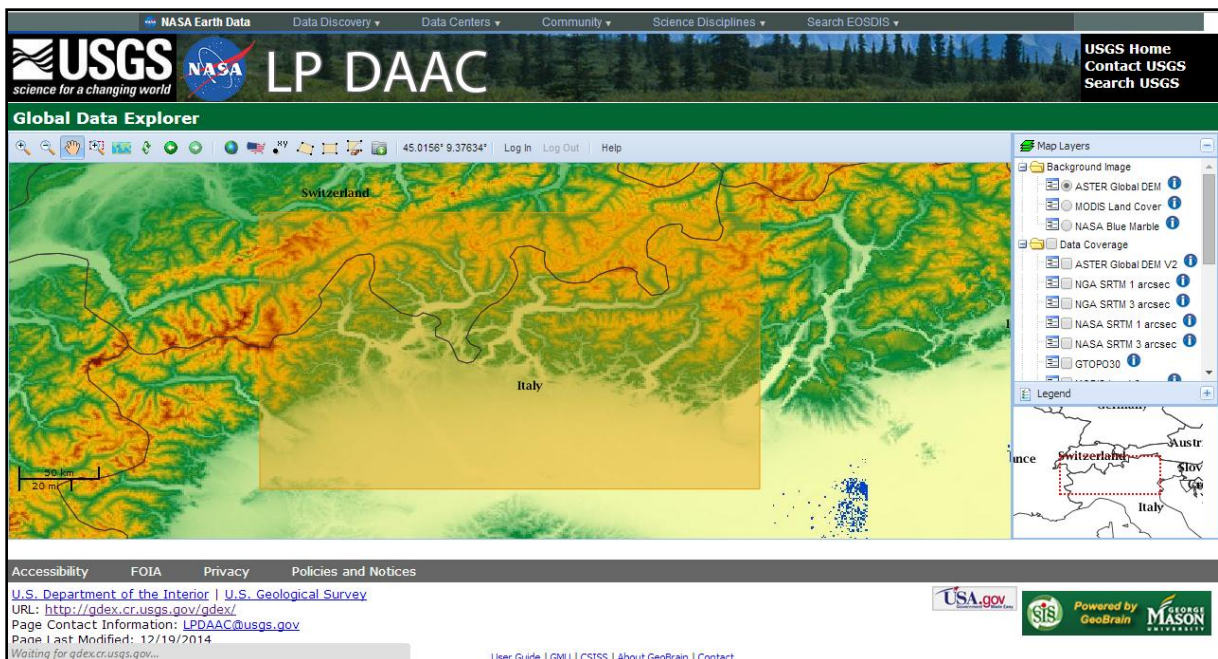 NASA Earth Data Data Discovery ▾ Data Centers ▾ Community ▾ Science Disciplines ▾ Search EOSDIS ▾
USGS
science for a changing world
NASA
LP DAAC
USGS Home
Contact USGS
Search USGS
Global Data Explorer
xy 45.0156° 9.37634° Log In Log Out Help
Switzerland
Italy
50 km
20 mi
Map Layers
Background Image
ASTER Global DEM
MODIS Land Cover
NASA Blue Marble
Data Coverage
ASTER Global DEM V2
NGA SRTM 1 arcsec
NGA SRTM 3 arcsec
NASA SRTM 1 arcsec
NASA SRTM 3 arcsec
GTOPO30
Legend
Germany
Austr
nce Switzerland
Slov
Italy
Accessibility FOIA Privacy Policies and Notices
U.S. Department of the Interior | U.S. Geological Survey
URL: http://gdex.cr.usgs.gov/gdex/
Page Contact Information: LPDAAC@usgs.gov
Page Last Modified: 12/19/2014
Waiting for gdex.cr.usgs.gov...
User Guide | GMU | CSISS | About GeoBrain | Contact
USA.gov
SIS
Powered by
GeoBrain
GEORGE
MASON
UNIVERSITY